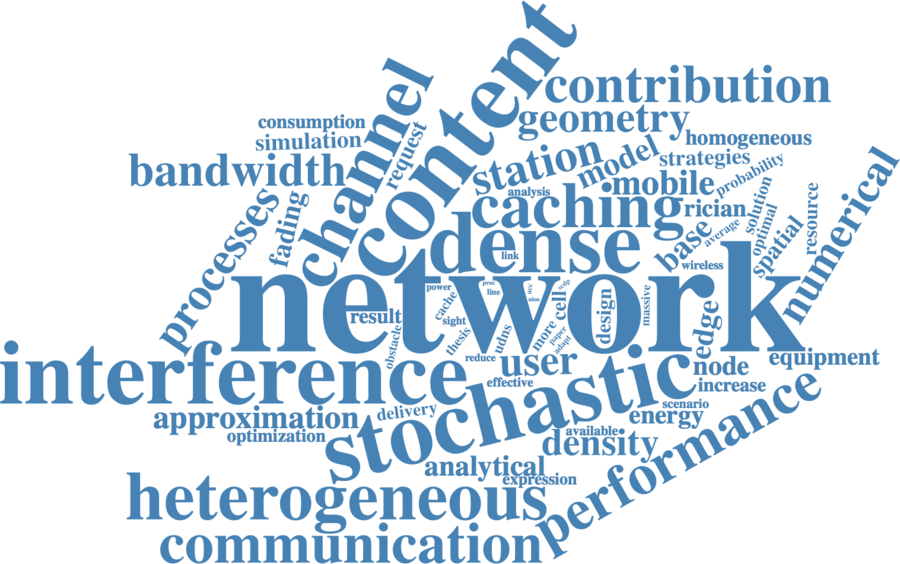 content
contribution
channel
geometry
consumption
simulation
request
homogeneous
station
model
strategies
bandwidth
analysis
mobile
probability
caching
rician
solution
optimal
resource
numerical
processes
fading
dense
base
average
spatial
link
wireless
network
power
proc
line
acc
nlos
cell
scdp
design
massive
result
cache
sight
obstacle
thesis
udns
more
paper
adapt
edge
interference
reduce
user
node
equipment
effective
increase
stochastic
approximation
delivery
scenario
energy
performance
optimization
available
density
analytical
expression
heterogeneous
communication